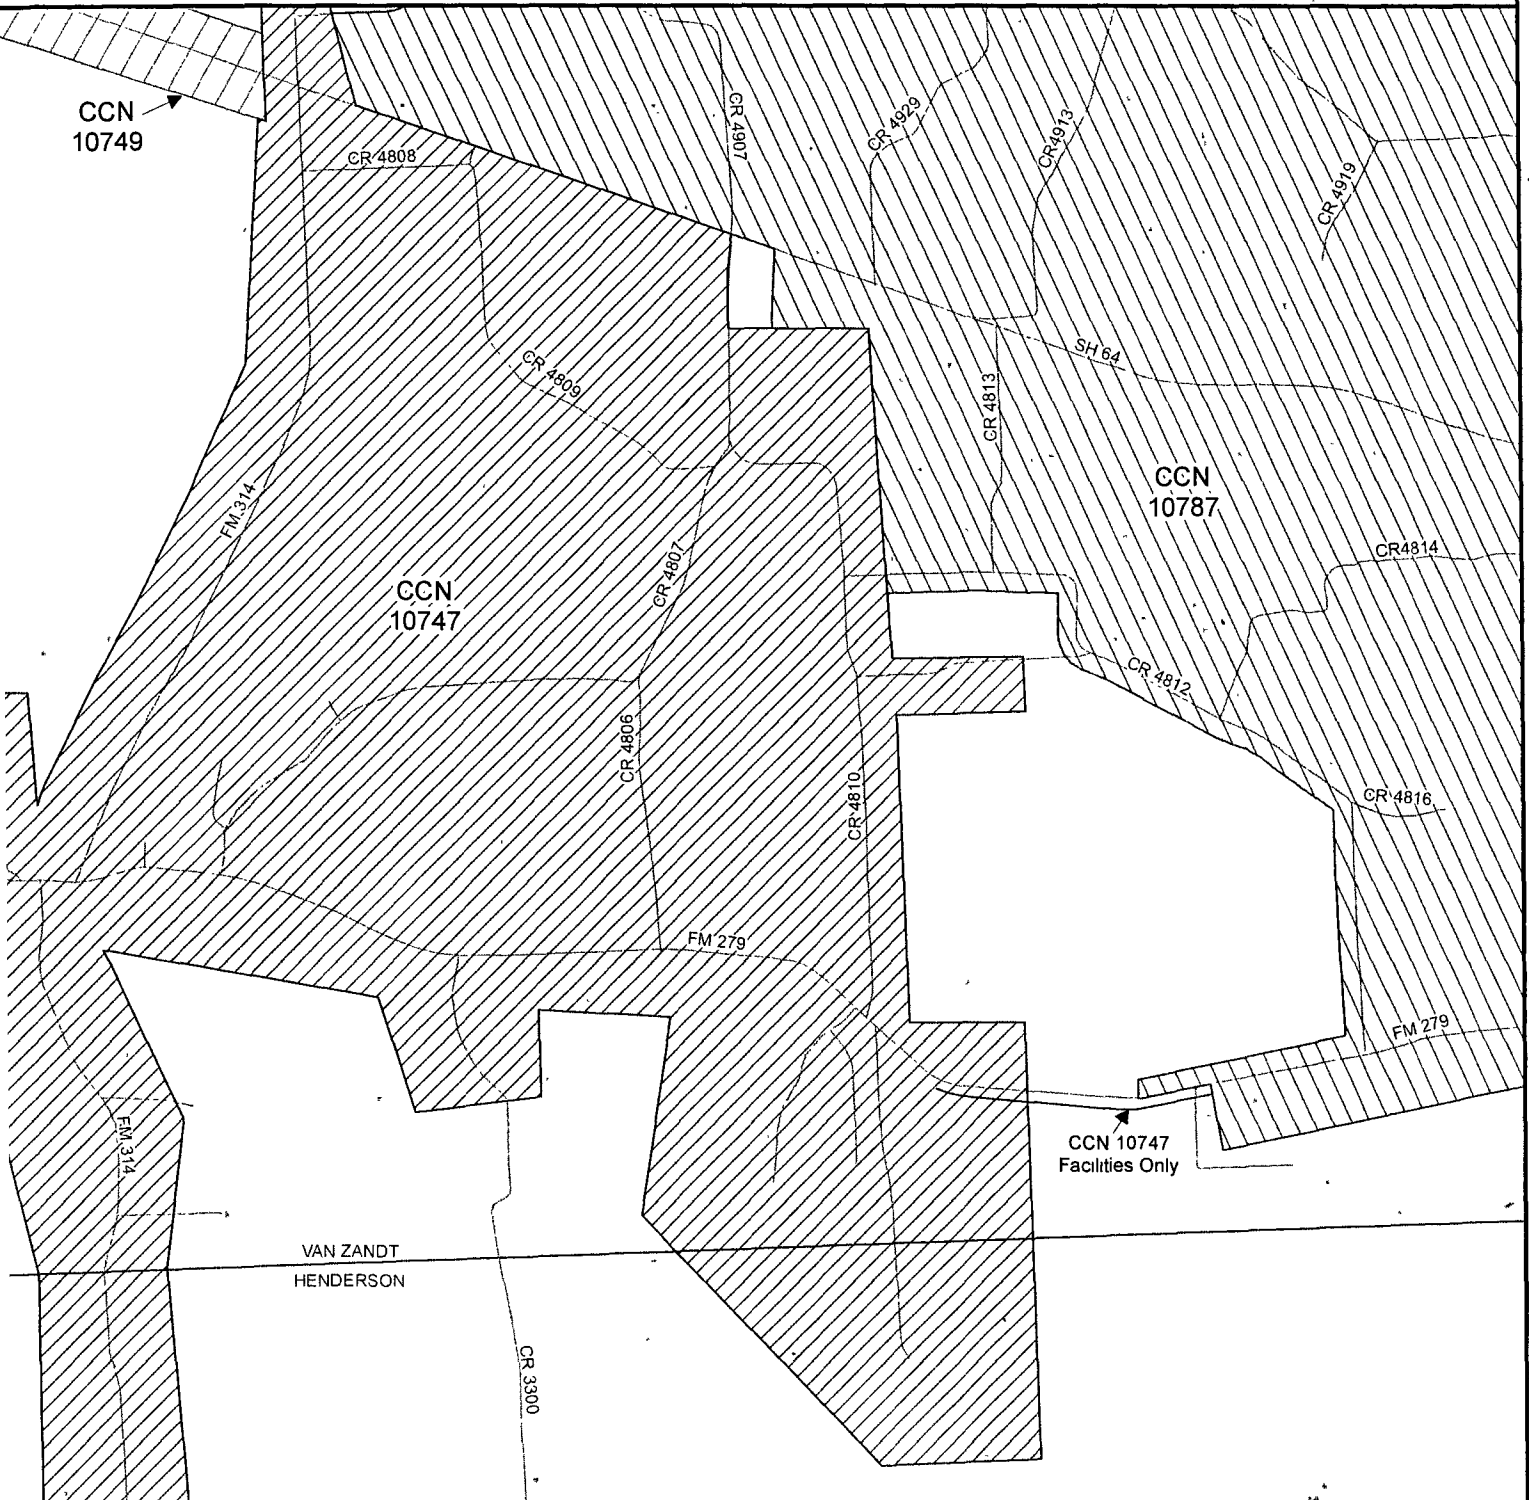 CCN
10749
CR 4808
CR 4907
CR 4929
CR4913
CR 4919
CR 4809
SH 64
CR 4813
CCN
10787
FM 314
CR 4807
CCN
10747
CR4814
CR 4812
CR 4806
CR 4810
CR 4816
FM 279
FM 279
FM 314
CCN 10747
Facilities Only
VAN ZANDT
HENDERSON
CR 3300